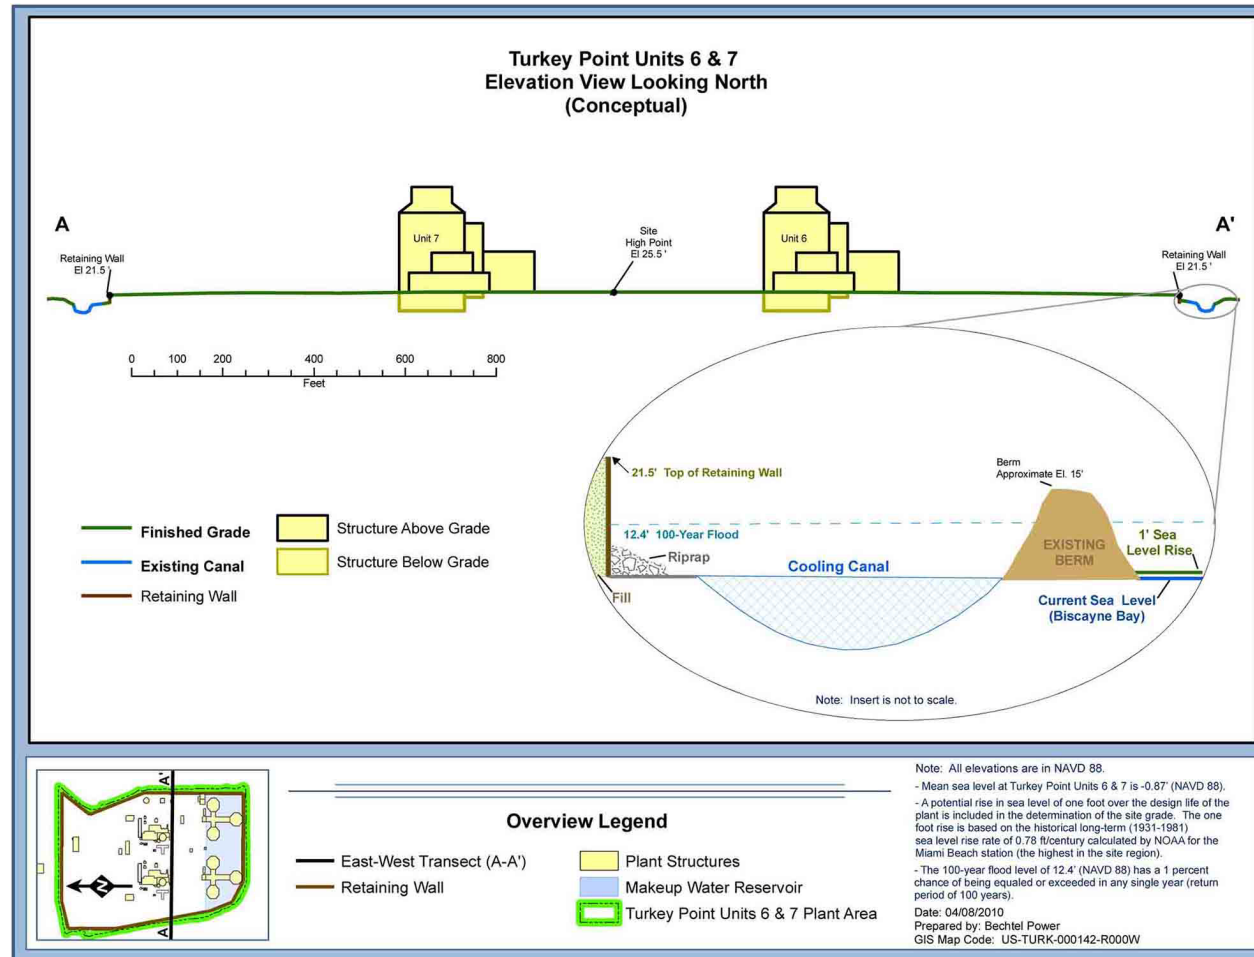 Turkey Point Units 6 & 7
Elevation View Looking North
(Conceptual)
A
A'
Retaining Wall
El 21.5 '
Unit 7
Site
High Point
El 25.5 '
Unit 6
Retaining Wall
El 21.5 '
0 100 200 400 600 800
Feet
Finished Grade
Existing Canal
Retaining Wall
Structure Above Grade
Structure Below Grade
21.5' Top of Retaining Wall
Berm
Approximate El. 15'
12.4' 100-Year Flood
Riprap
Fill
Cooling Canal
EXISTING
BERM
1' Sea
Level Rise
Current Sea Level
(Biscayne Bay)
Note: Insert is not to scale.
A'
N
A
Overview Legend
East-West Transect (A-A')
Retaining Wall
Plant Structures
Makeup Water Reservoir
Turkey Point Units 6 & 7 Plant Area
Note: All elevations are in NAVD 88.
- Mean sea level at Turkey Point Units 6 & 7 is -0.87' (NAVD 88).
- A potential rise in sea level of one foot over the design life of the
plant is included in the determination of the site grade. The one
foot rise is based on the historical long-term (1931-1981)
sea level rise rate of 0.78 ft/century calculated by NOAA for the
Miami Beach station (the highest in the site region).
- The 100-year flood level of 12.4' (NAVD 88) has a 1 percent
chance of being equaled or exceeded in any single year (return
period of 100 years).
Date: 04/08/2010
Prepared by: Bechtel Power
GIS Map Code: US-TURK-000142-R000W